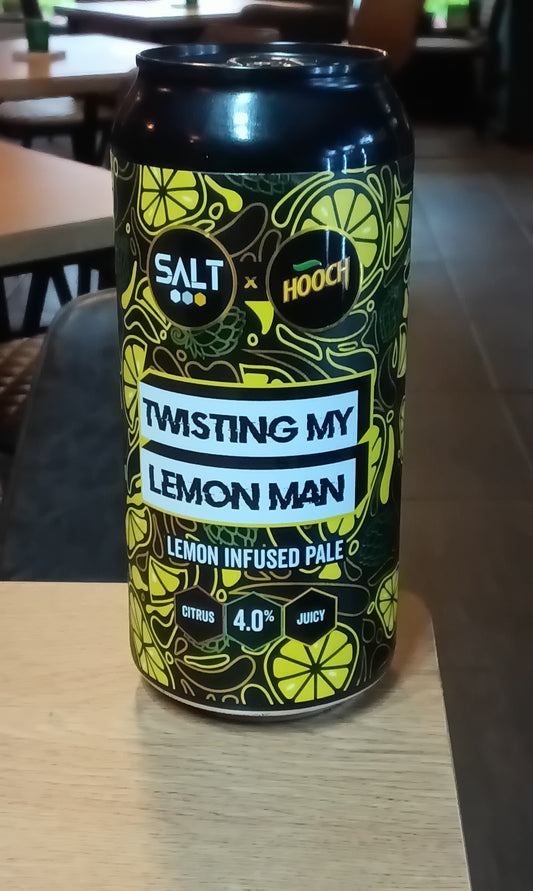 SALT x HOOCH
TWISTING MY
LEMON MAN
LEMON INFUSED PALE
CITRUS 4.0% JUICY